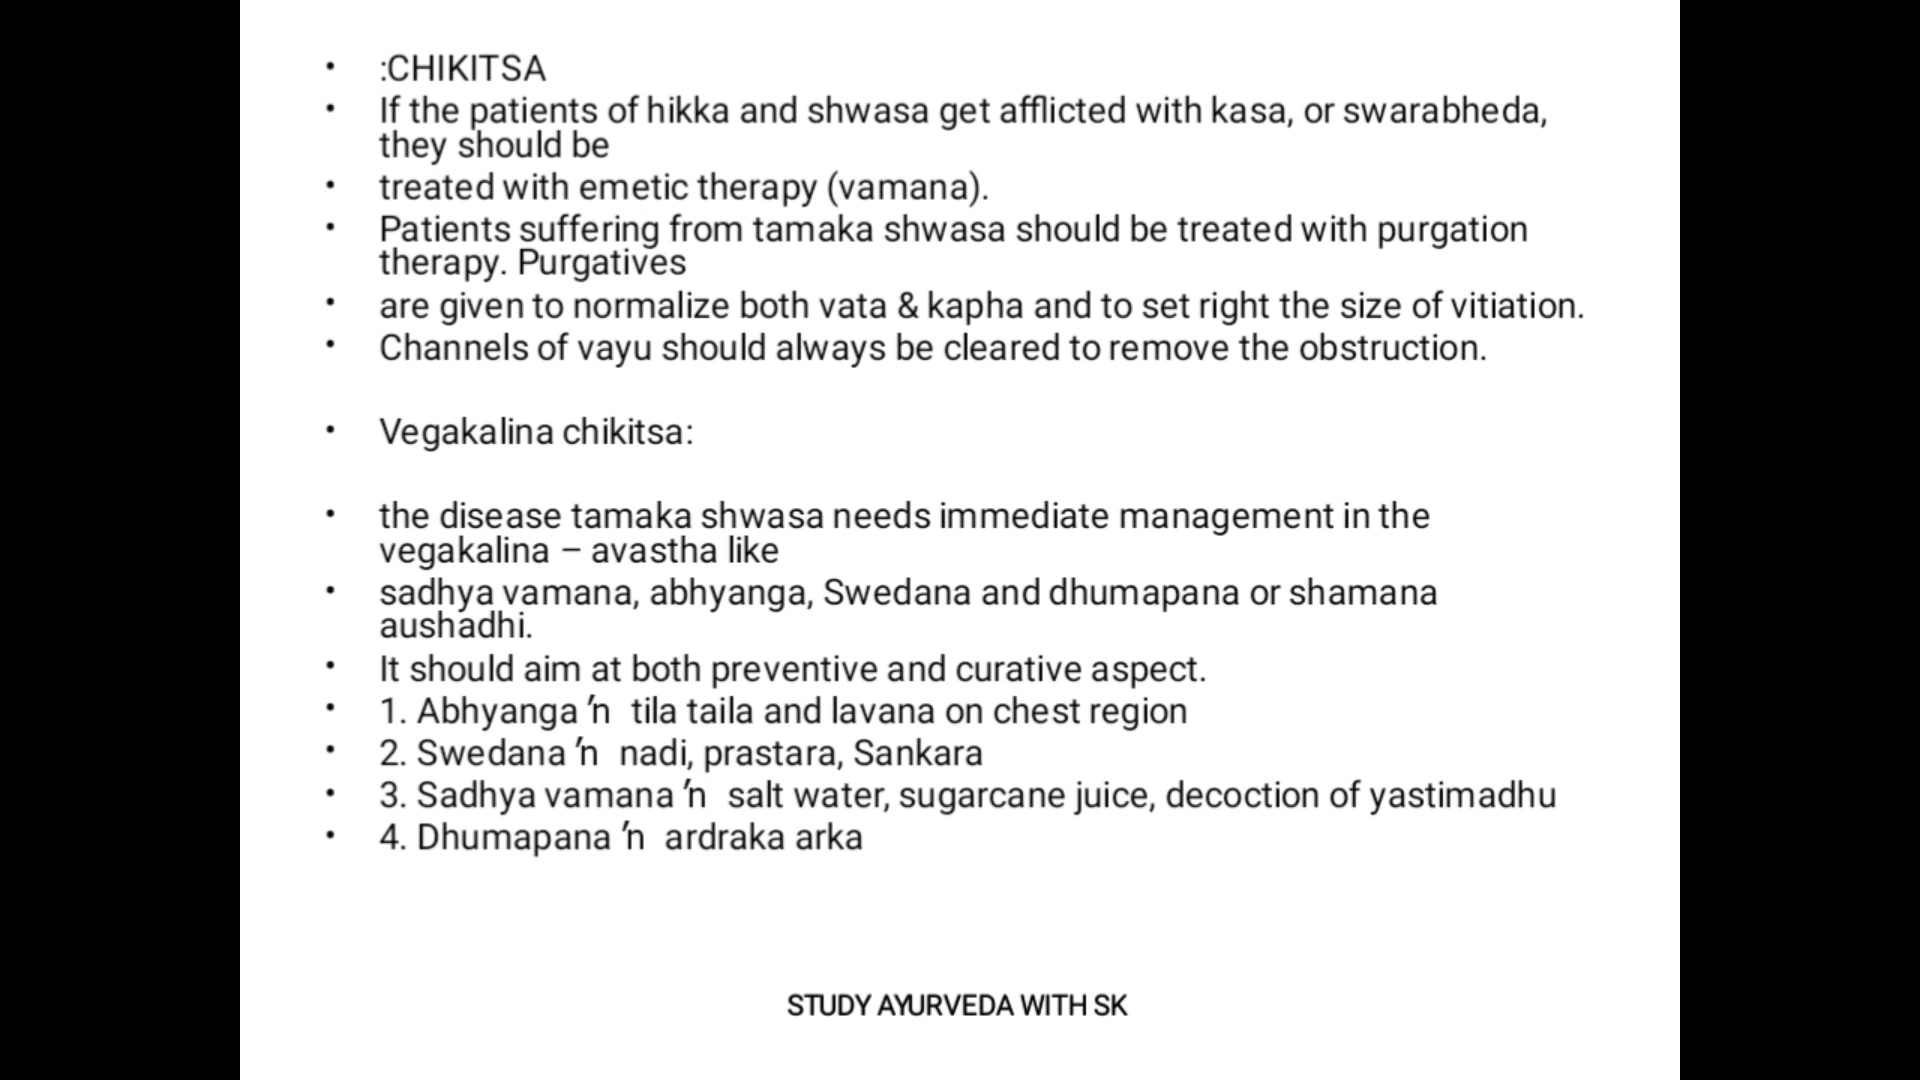 • :CHIKITSA
• If the patients of hikka and shwasa get afflicted with kasa, or swarabheda,
they should be
• treated with emetic therapy (vamana).
• Patients suffering from tamaka shwasa should be treated with purgation
therapy. Purgatives
• are given to normalize both vata & kapha and to set right the size of vitiation.
• Channels of vayu should always be cleared to remove the obstruction.
• Vegakalina chikitsa:
• the disease tamaka shwasa needs immediate management in the
vegakalina – avastha like
• sadhya vamana, abhyanga, Swedana and dhumapana or shamana
aushadhi.
• It should aim at both preventive and curative aspect.
• 1. Abhyanga ŉ tila taila and lavana on chest region
• 2. Swedana ŉ nadi, prastara, Sankara
• 3. Sadhya vamana ŉ salt water, sugarcane juice, decoction of yastimadhu
• 4. Dhumapana ŉ ardraka arka
STUDY AYURVEDA WITH SK